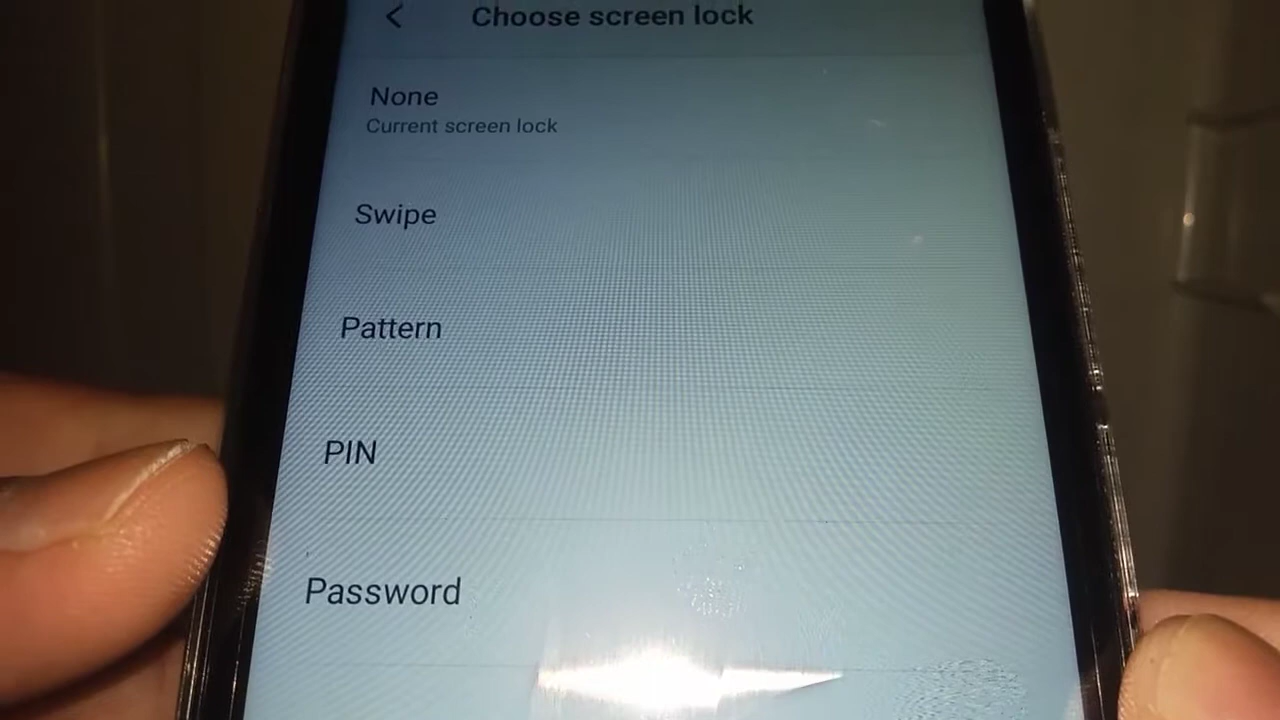 Choose screen lock
None
Current screen lock
Swipe
Pattern
PIN
Password